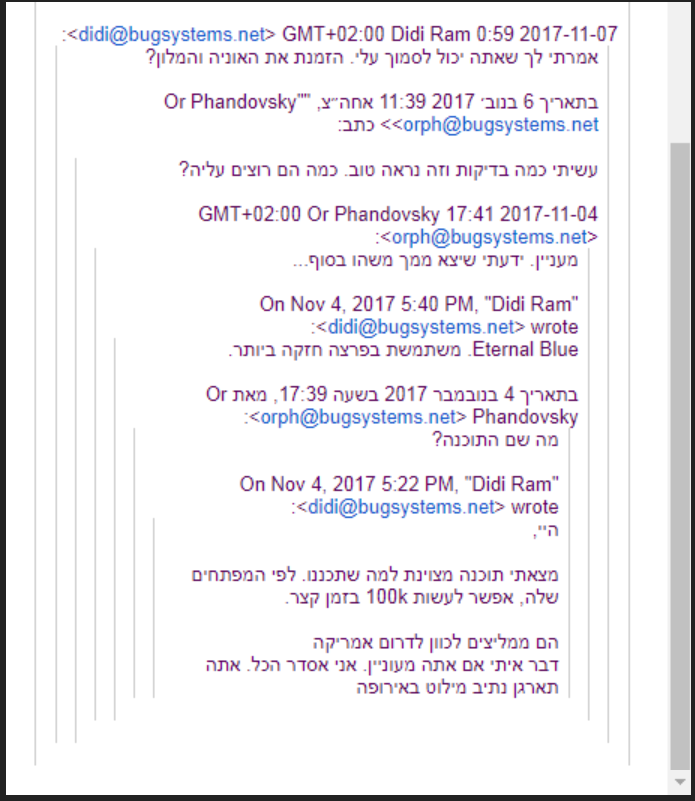 GMT+02:00 Didi Ram 0:59 2017-11-07 <didi@bugsystems.net>:
אמרתי לך שאתה יכול לסמוך עלי. הזמנת את האוניה והמלון?
בתאריך 6 בנוב׳ 2017 11:39 אחה״צ, "Or Phandovsky"
<<orph@bugsystems.net כתב:
עשיתי כמה בדיקות וזה נראה טוב. כמה הם רוצים עליה?
GMT+02:00 Or Phandovsky 17:41 2017-11-04
<orph@bugsystems.net>:
מעניין. ידעתי שיצא ממך משהו בסוף...
On Nov 4, 2017 5:40 PM, "Didi Ram"
<didi@bugsystems.net> wrote:
Eternal Blue. משתמשת בפרצה חזקה ביותר.
בתאריך 4 בנובמבר 2017 בשעה 17:39, מאת Or
Phandovsky <orph@bugsystems.net>:
מה שם התוכנה?
On Nov 4, 2017 5:22 PM, "Didi Ram"
<didi@bugsystems.net> wrote:
היי,
מצאתי תוכנה מצוינת למה שתכננו. לפי המפתחים
שלה, אפשר לעשות 100k בזמן קצר.
הם ממליצים לכוון לדרום אמריקה
דבר איתי אם אתה מעוניין. אני אסדר הכל. אתה
תארגן נתיב מילוט באירופה